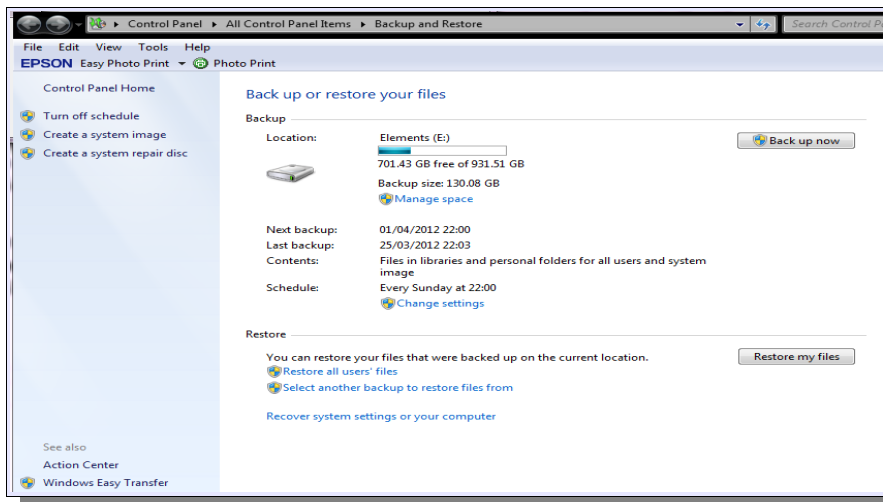 Control Panel ▸ All Control Panel Items ▸ Backup and Restore
Search Control
File Edit View Tools Help
EPSON Easy Photo Print Photo Print
Control Panel Home
Turn off schedule
Create a system image
Create a system repair disc
Back up or restore your files
Backup
Location: Elements (E:)
Back up now
701.43 GB free of 931.51 GB
Backup size: 130.08 GB
Manage space
Next backup: 01/04/2012 22:00
Last backup: 25/03/2012 22:03
Contents: Files in libraries and personal folders for all users and system
image
Schedule: Every Sunday at 22:00
Change settings
Restore
You can restore your files that were backed up on the current location.
Restore my files
Restore all users' files
Select another backup to restore files from
Recover system settings or your computer
See also
Action Center
Windows Easy Transfer